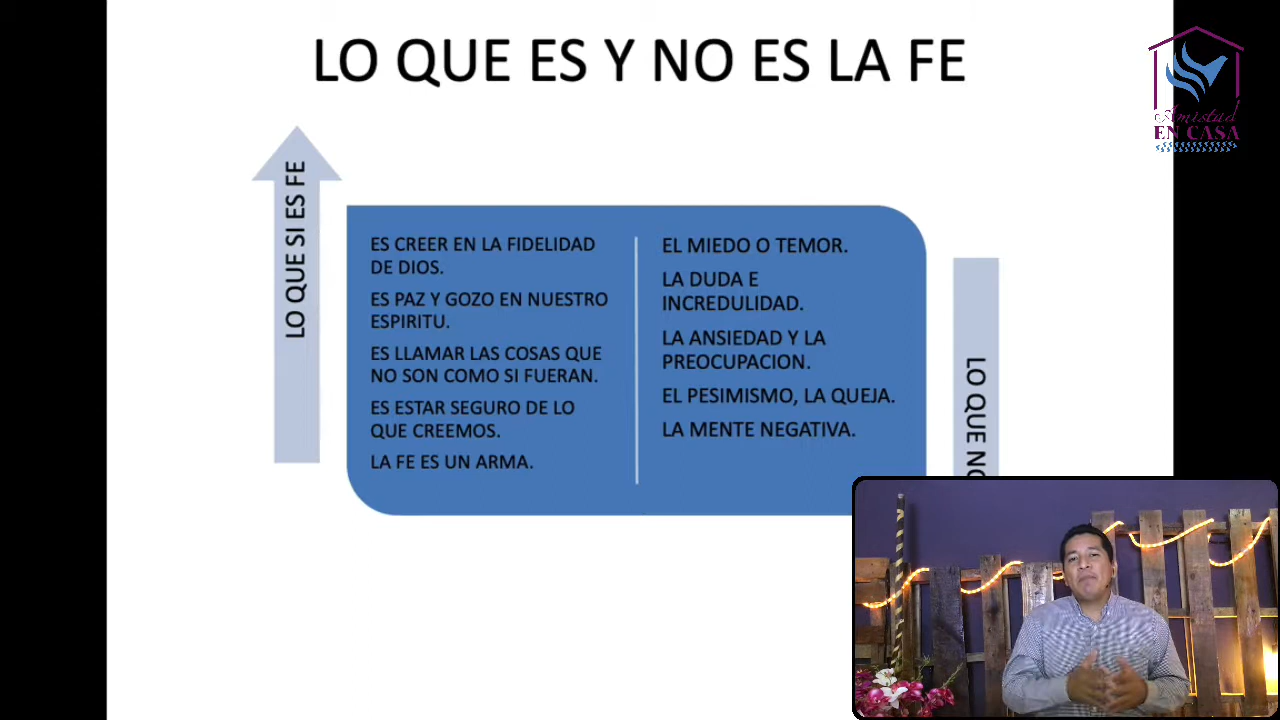 LO QUE ES Y NO ES LA FE
Amistad
EN CASA
LO QUE SI ES FE
ES CREER EN LA FIDELIDAD
DE DIOS.
ES PAZ Y GOZO EN NUESTRO
ESPIRITU.
ES LLAMAR LAS COSAS QUE
NO SON COMO SI FUERAN.
ES ESTAR SEGURO DE LO
QUE CREEMOS.
LA FE ES UN ARMA.
EL MIEDO O TEMOR.
LA DUDA E
INCREDULIDAD.
LA ANSIEDAD Y LA
PREOCUPACION.
EL PESIMISMO, LA QUEJA.
LA MENTE NEGATIVA.
LO QUE NO